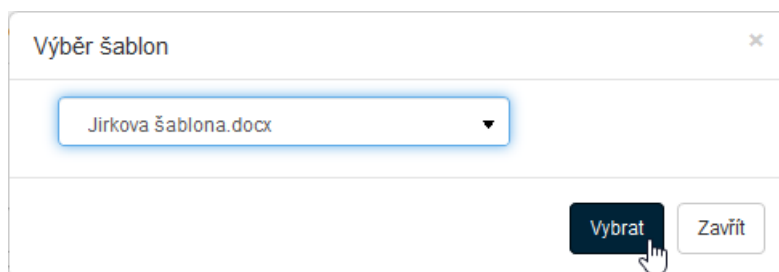 Výběr šablon
×
Jirkova šablona.docx
Vybrat
Zavřít